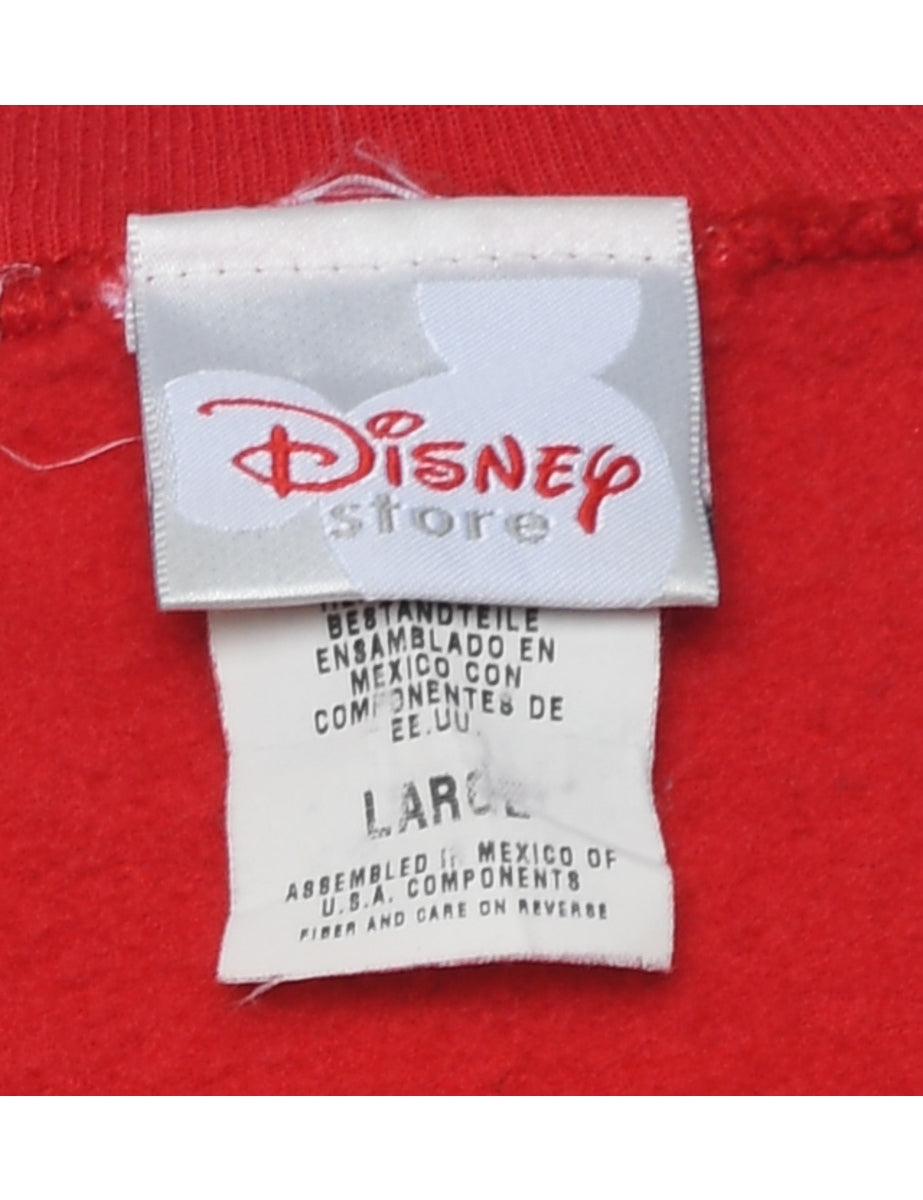 Disney
store
BESTANDTEILE
ENSAMBLADO EN
MEXICO CON
COMPONENTES DE
EE.UU.
LARGE
ASSEMBLED IN MEXICO OF
U.S.A. COMPONENTS
FIBER AND CARE ON REVERSE